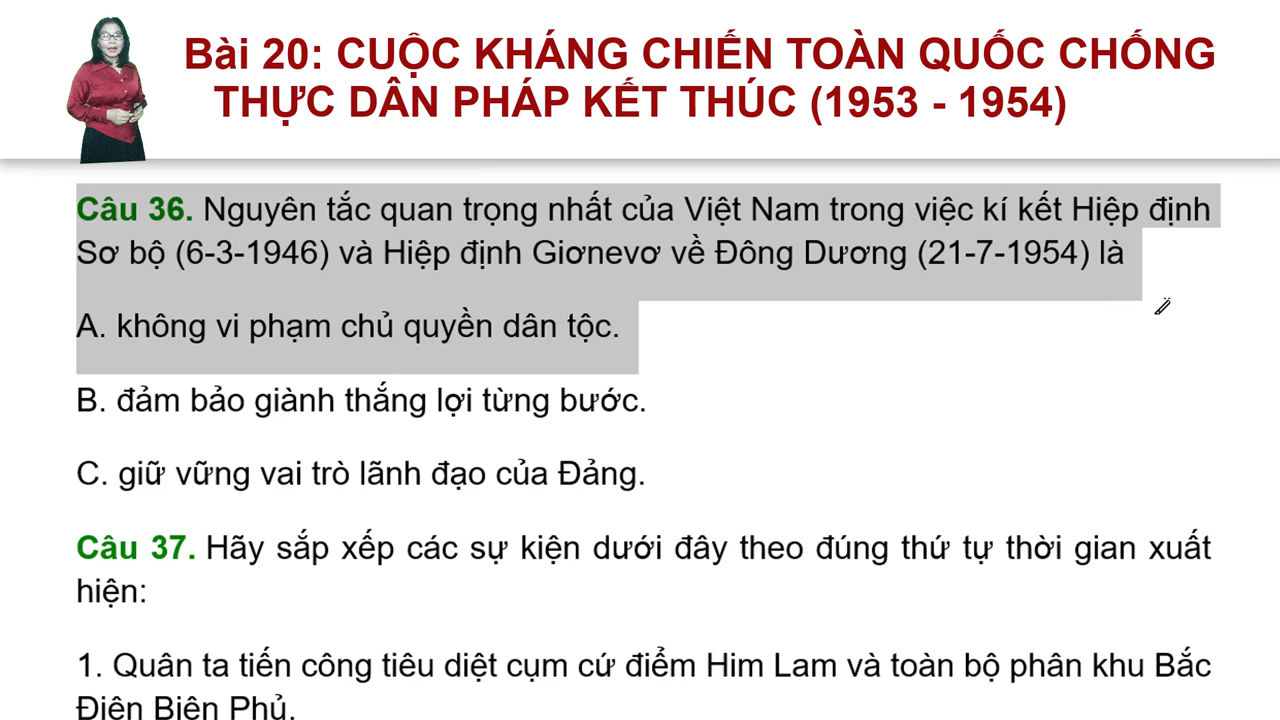 Bài 20: CUỘC KHÁNG CHIẾN TOÀN QUỐC CHỐNG
THỰC DÂN PHÁP KẾT THÚC (1953 - 1954)
Câu 36. Nguyên tắc quan trọng nhất của Việt Nam trong việc kí kết Hiệp định
Sơ bộ (6-3-1946) và Hiệp định Giơnevơ về Đông Dương (21-7-1954) là
A. không vi phạm chủ quyền dân tộc.
B. đảm bảo giành thắng lợi từng bước.
C. giữ vững vai trò lãnh đạo của Đảng.
Câu 37. Hãy sắp xếp các sự kiện dưới đây theo đúng thứ tự thời gian xuất
hiện:
1. Quân ta tiến công tiêu diệt cụm cứ điểm Him Lam và toàn bộ phân khu Bắc
Điện Biên Phủ.